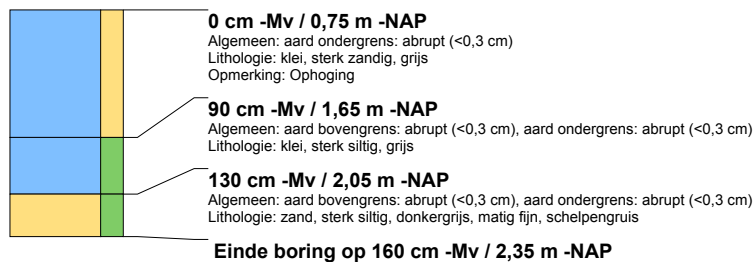 0 cm -Mv / 0,75 m -NAP
Algemeen: aard ondergrens: abrupt (<0,3 cm)
Lithologie: klei, sterk zandig, grijs
Opmerking: Ophoging
90 cm -Mv / 1,65 m -NAP
Algemeen: aard bovengrens: abrupt (<0,3 cm), aard ondergrens: abrupt (<0,3 cm)
Lithologie: klei, sterk siltig, grijs
130 cm -Mv / 2,05 m -NAP
Algemeen: aard bovengrens: abrupt (<0,3 cm), aard ondergrens: abrupt (<0,3 cm)
Lithologie: zand, sterk siltig, donkergrijs, matig fijn, schelpengruis
Einde boring op 160 cm -Mv / 2,35 m -NAP